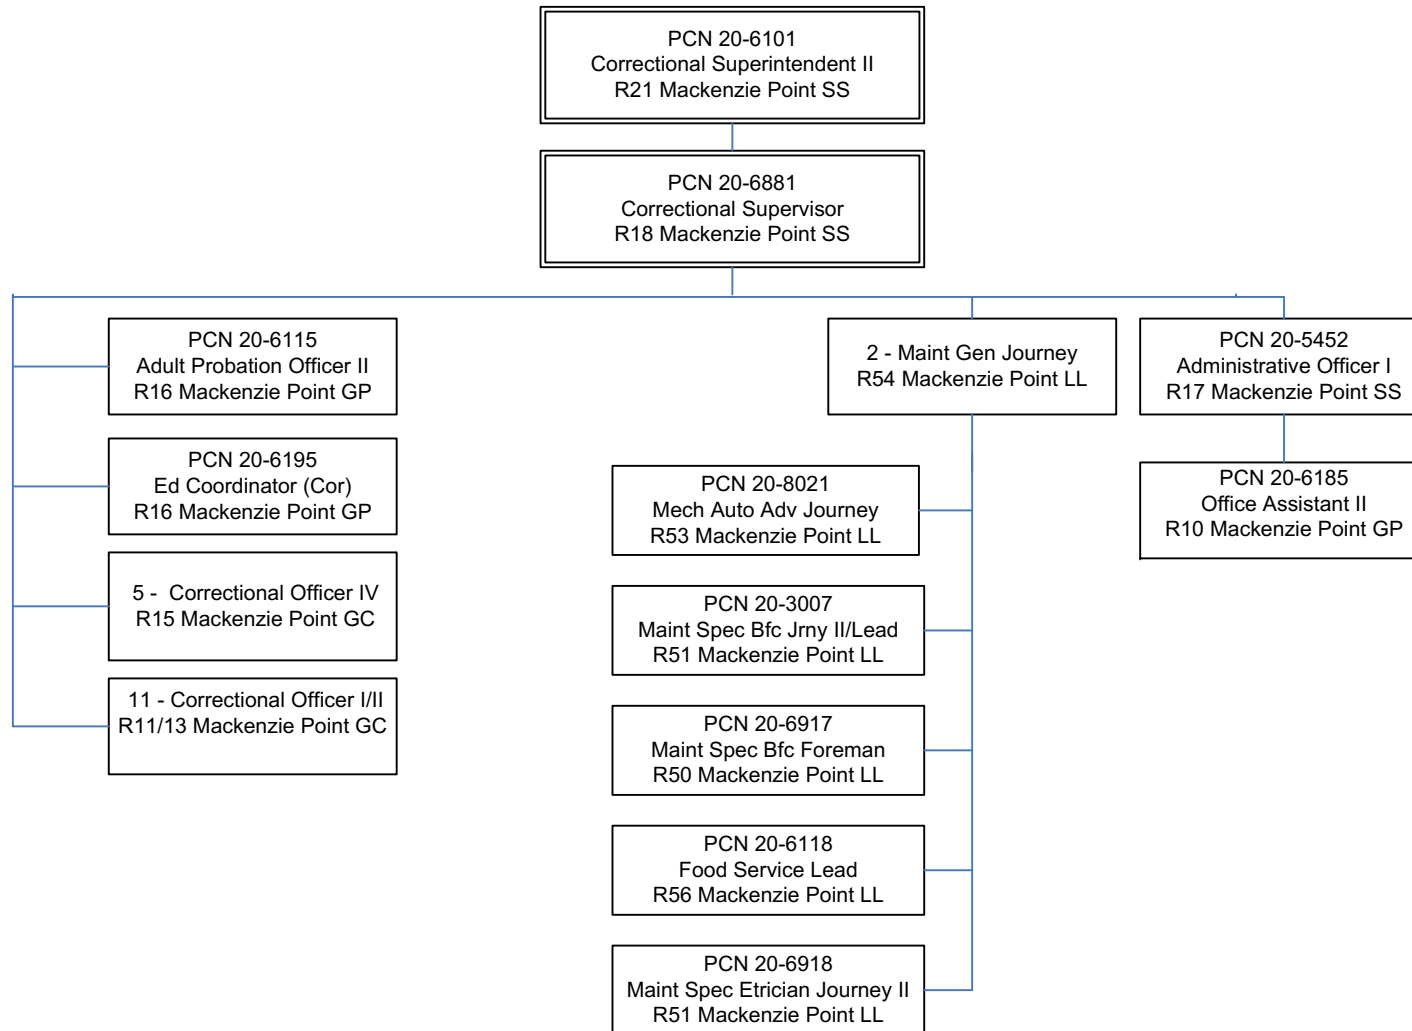 PCN 20-6101
Correctional Superintendent II
R21 Mackenzie Point SS
PCN 20-6881
Correctional Supervisor
R18 Mackenzie Point SS
PCN 20-6115
Adult Probation Officer II
R16 Mackenzie Point GP
PCN 20-6195
Ed Coordinator (Cor)
R16 Mackenzie Point GP
5 - Correctional Officer IV
R15 Mackenzie Point GC
11 - Correctional Officer I/II
R11/13 Mackenzie Point GC
2 - Maint Gen Journey
R54 Mackenzie Point LL
PCN 20-8021
Mech Auto Adv Journey
R53 Mackenzie Point LL
PCN 20-3007
Maint Spec Bfc Jrny II/Lead
R51 Mackenzie Point LL
PCN 20-6917
Maint Spec Bfc Foreman
R50 Mackenzie Point LL
PCN 20-6118
Food Service Lead
R56 Mackenzie Point LL
PCN 20-6918
Maint Spec Etrician Journey II
R51 Mackenzie Point LL
PCN 20-5452
Administrative Officer I
R17 Mackenzie Point SS
PCN 20-6185
Office Assistant II
R10 Mackenzie Point GP